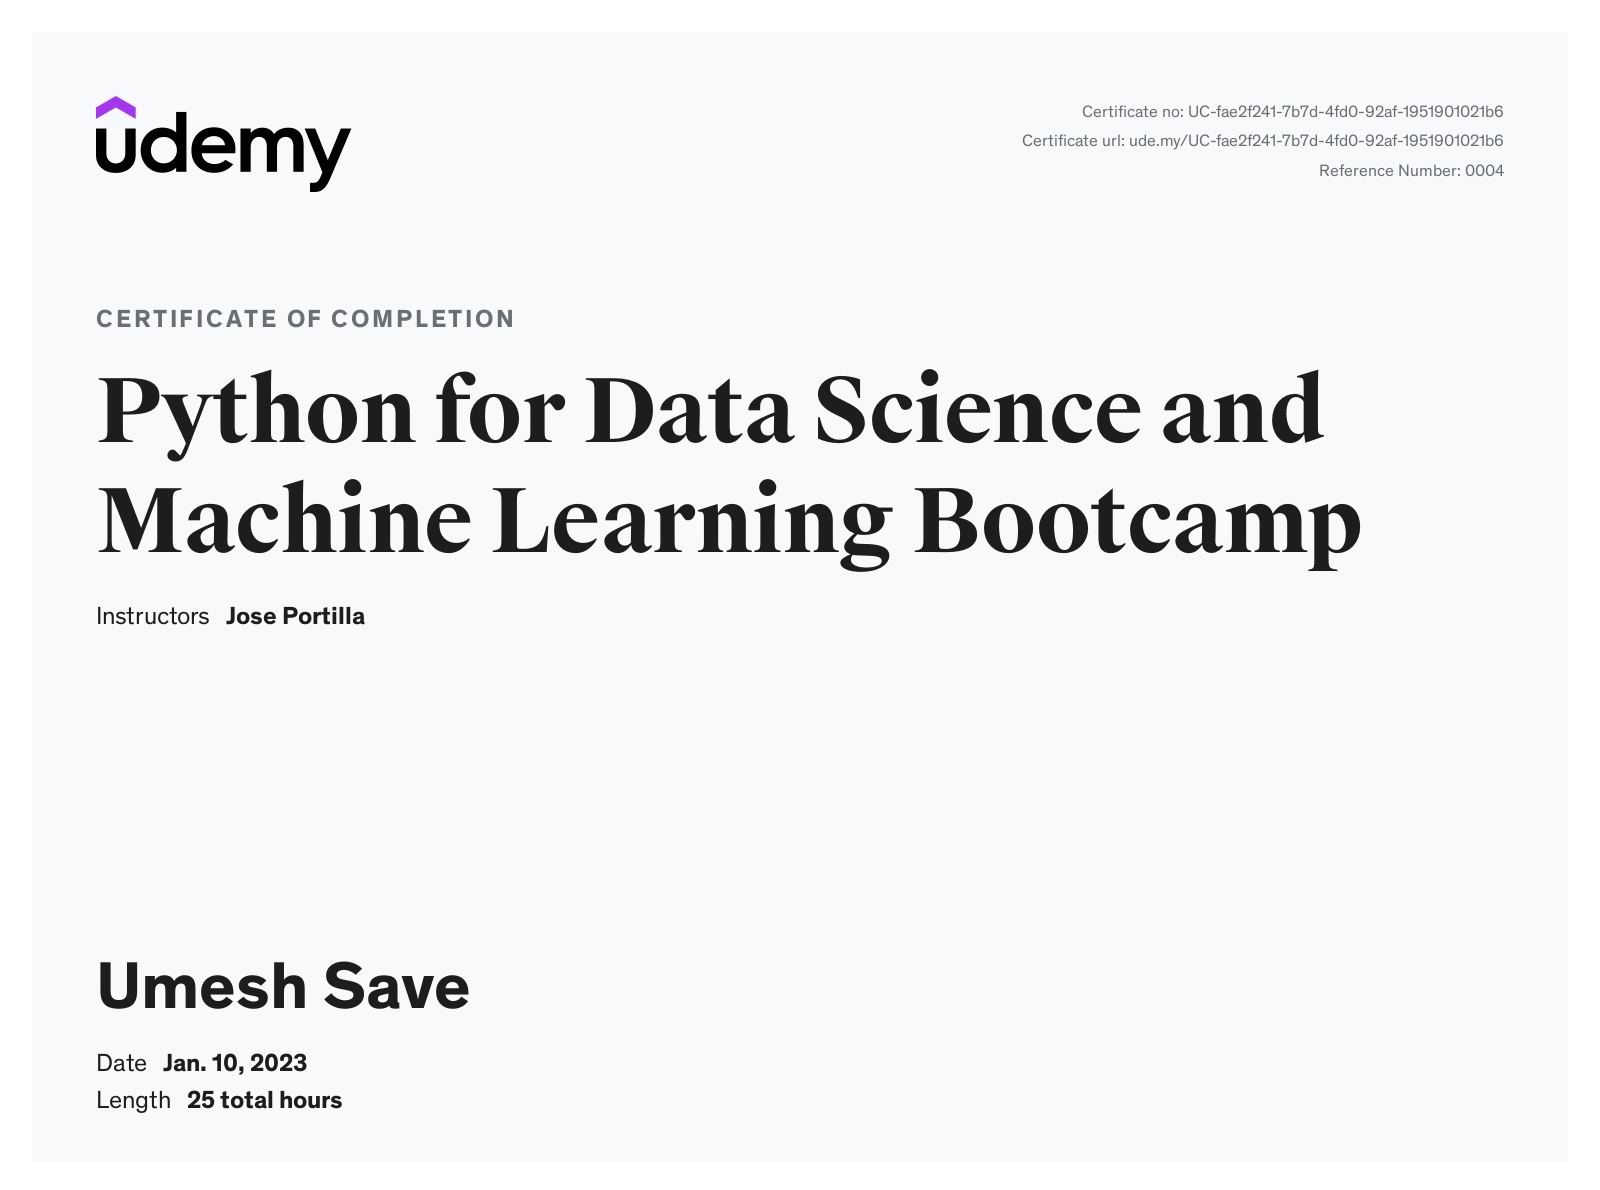 udemy
Certificate no: UC-fae2f241-7b7d-4fd0-92af-1951901021b6
Certificate url: ude.my/UC-fae2f241-7b7d-4fd0-92af-1951901021b6
Reference Number: 0004
CERTIFICATE OF COMPLETION
Python for Data Science and
Machine Learning Bootcamp
Instructors Jose Portilla
Umesh Save
Date Jan. 10, 2023
Length 25 total hours